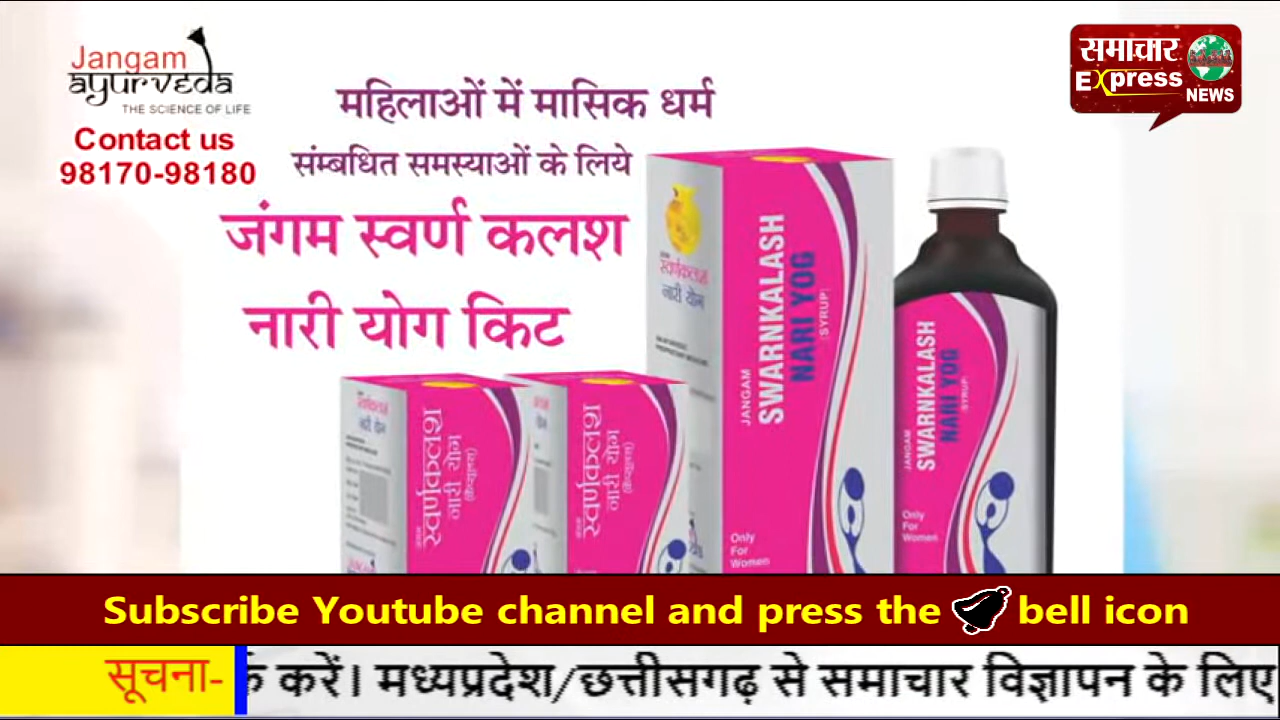 Jangam
ayurveda
THE SCIENCE OF LIFE
Contact us
98170-98180
महिलाओं में मासिक धर्म
संम्बधित समस्याओं के लिये
जंगम स्वर्ण कलश
नारी योग किट
समाचार
Express
NEWS
स्वर्णकलश
नारी योग
JANGAM
SWARNKALASH
NARI YOG
(SYRUP)
Only
For
Women
JANGAM
SWARNKALASH
NARI YOG
(SYRUP)
Only
For
Women
स्वर्णकलश
नारी योग
स्वर्णकलश
नारी योग
Subscribe Youtube channel and press the bell icon
सूचना-
करें। मध्यप्रदेश/छत्तीसगढ़ से समाचार विज्ञापन के लिए